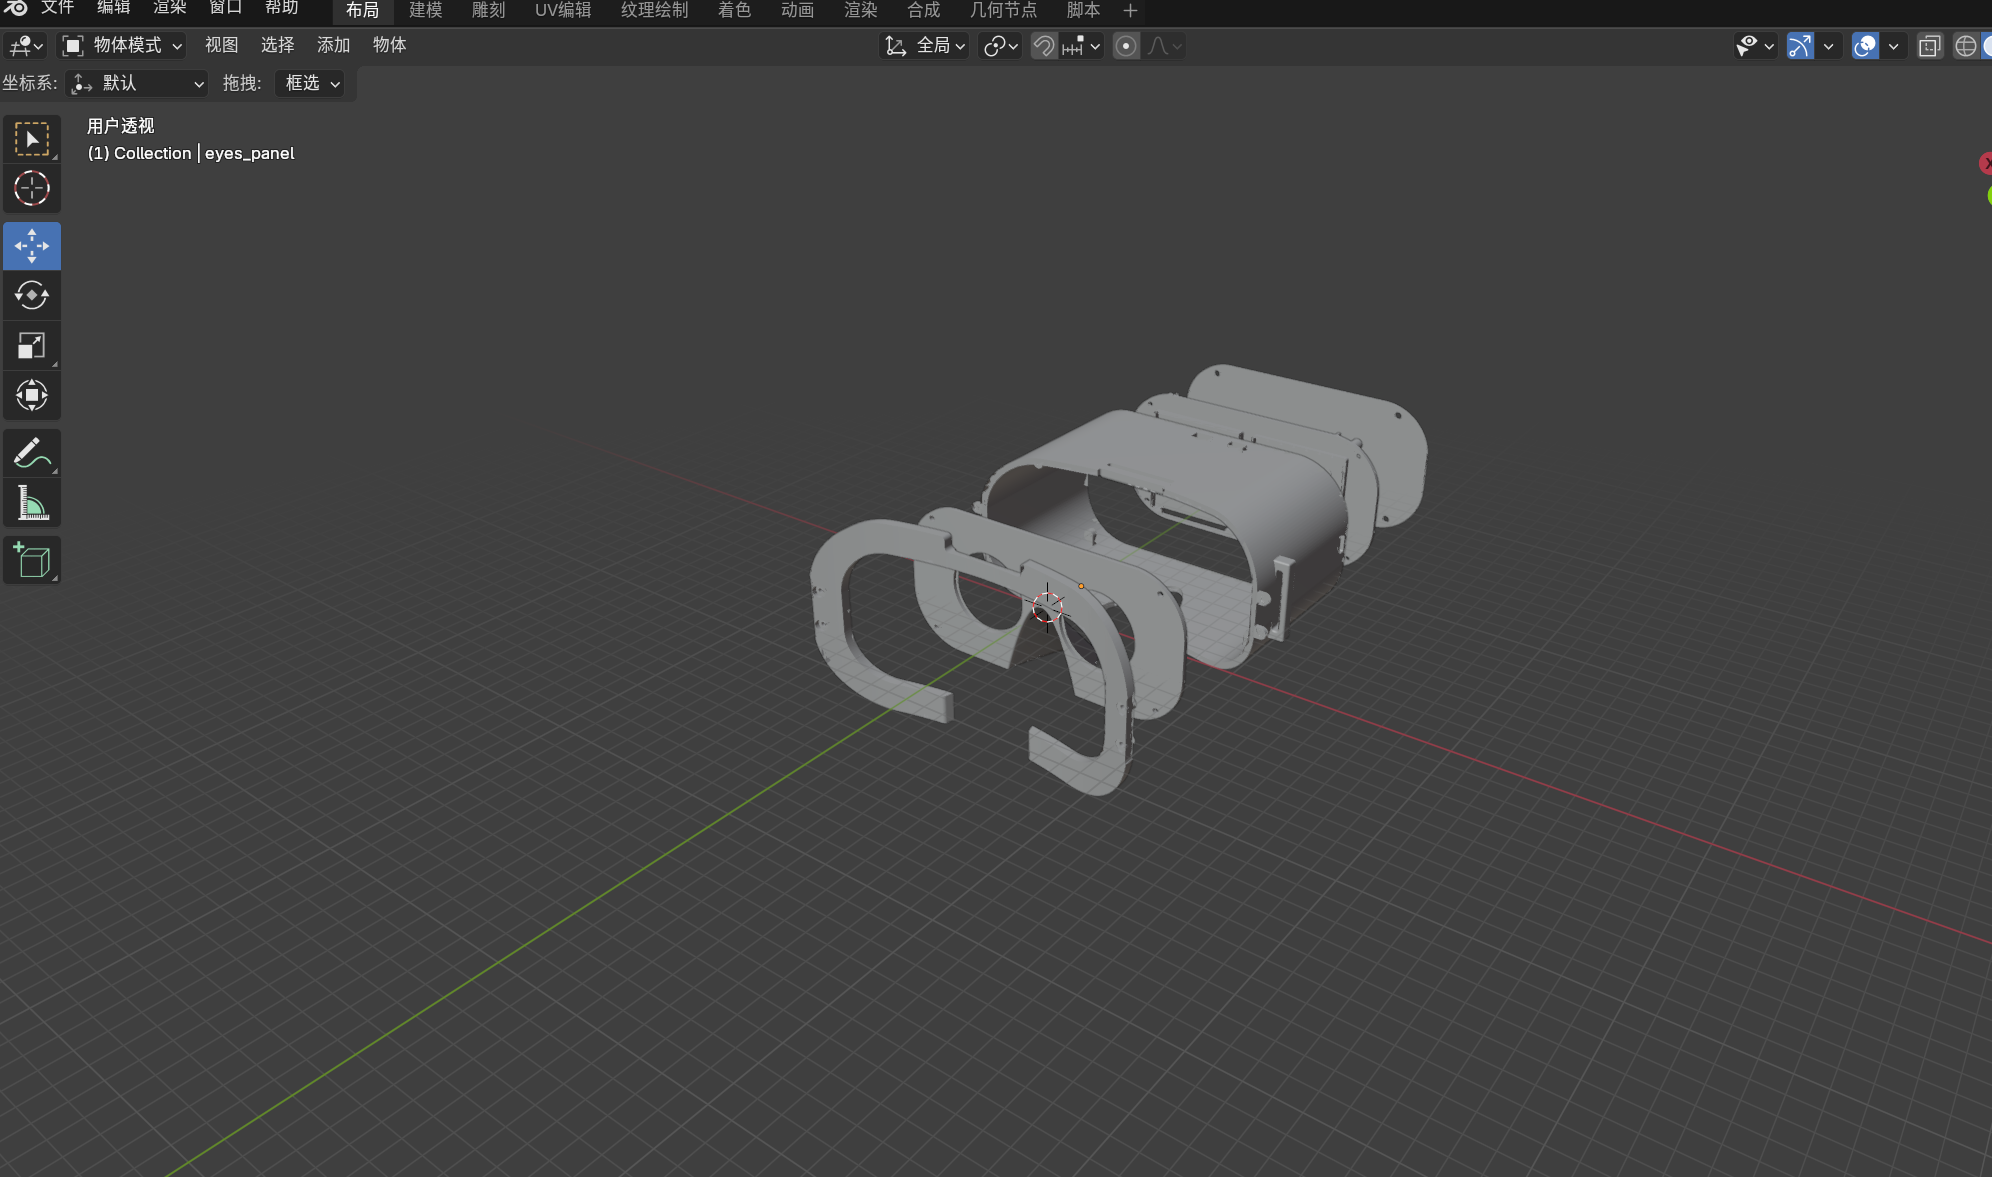 文件 编辑 渲染 窗口 帮助 布局 建模 雕刻 UV编辑 纹理绘制 着色 动画 渲染 合成 几何节点 脚本 +
物体模式 视图 选择 添加 物体 全局
坐标系: 默认 拖拽: 框选
用户透视
(1) Collection | eyes_panel
X